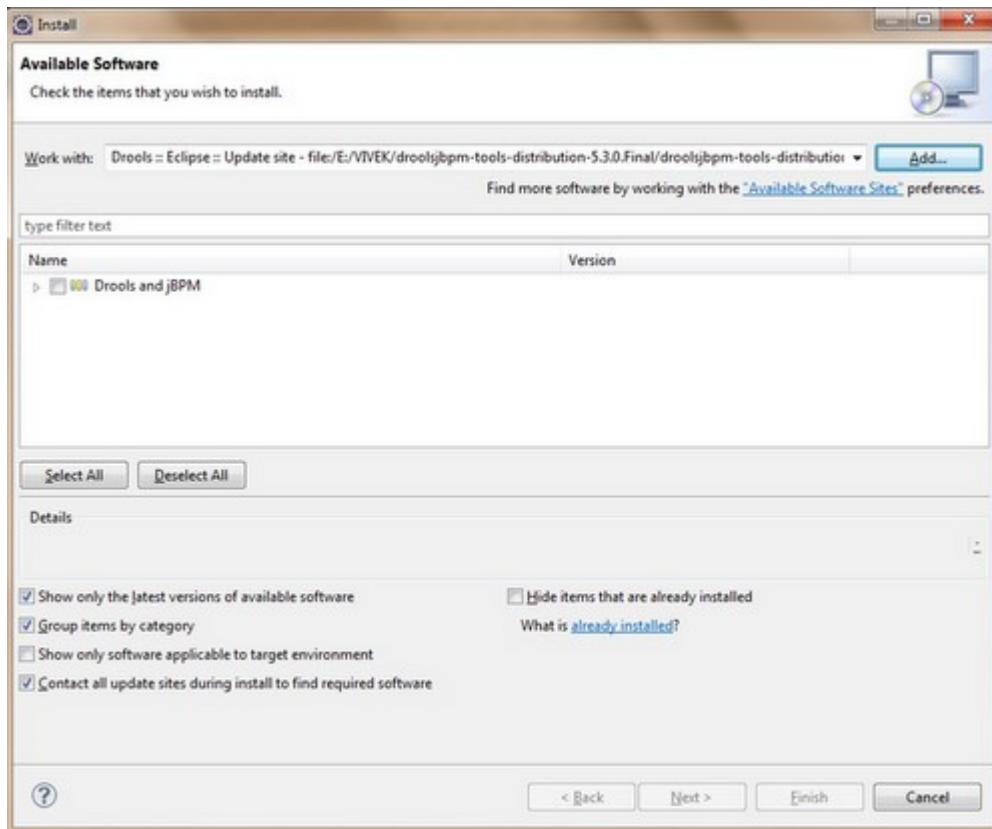 Install
Available Software
Check the items that you wish to install.
Work with: Drools :: Eclipse :: Update site - file:/E:/VIVEK/droolsjbpm-tools-distribution-5.3.0.Final/droolsjbpm-tools-distribution Add...
Find more software by working with the "Available Software Sites" preferences.
type filter text
Name Version
Drools and jBPM
Select All Deselect All
Details
Show only the latest versions of available software Hide items that are already installed
Group items by category What is already installed?
Show only software applicable to target environment
Contact all update sites during install to find required software
? < Back Next > Finish Cancel